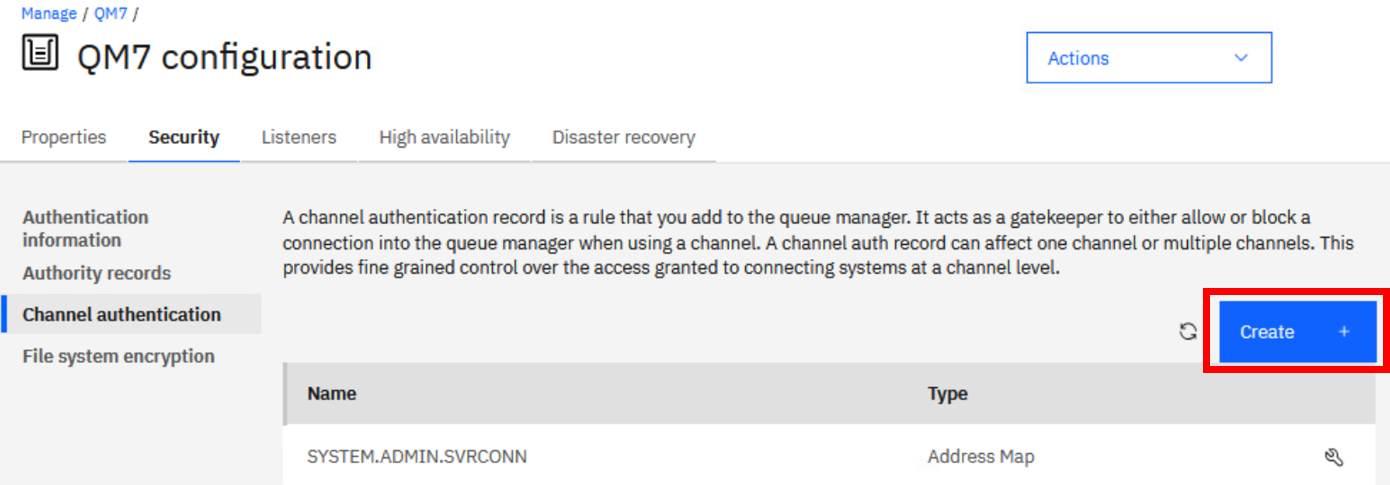 Manage / QM7 /
QM7 configuration
Actions
Properties Security Listeners High availability Disaster recovery
Authentication
information
Authority records
Channel authentication
File system encryption
A channel authentication record is a rule that you add to the queue manager. It acts as a gatekeeper to either allow or block a
connection into the queue manager when using a channel. A channel auth record can affect one channel or multiple channels. This
provides fine grained control over the access granted to connecting systems at a channel level.
Create +
Name Type
SYSTEM.ADMIN.SVRCONN Address Map